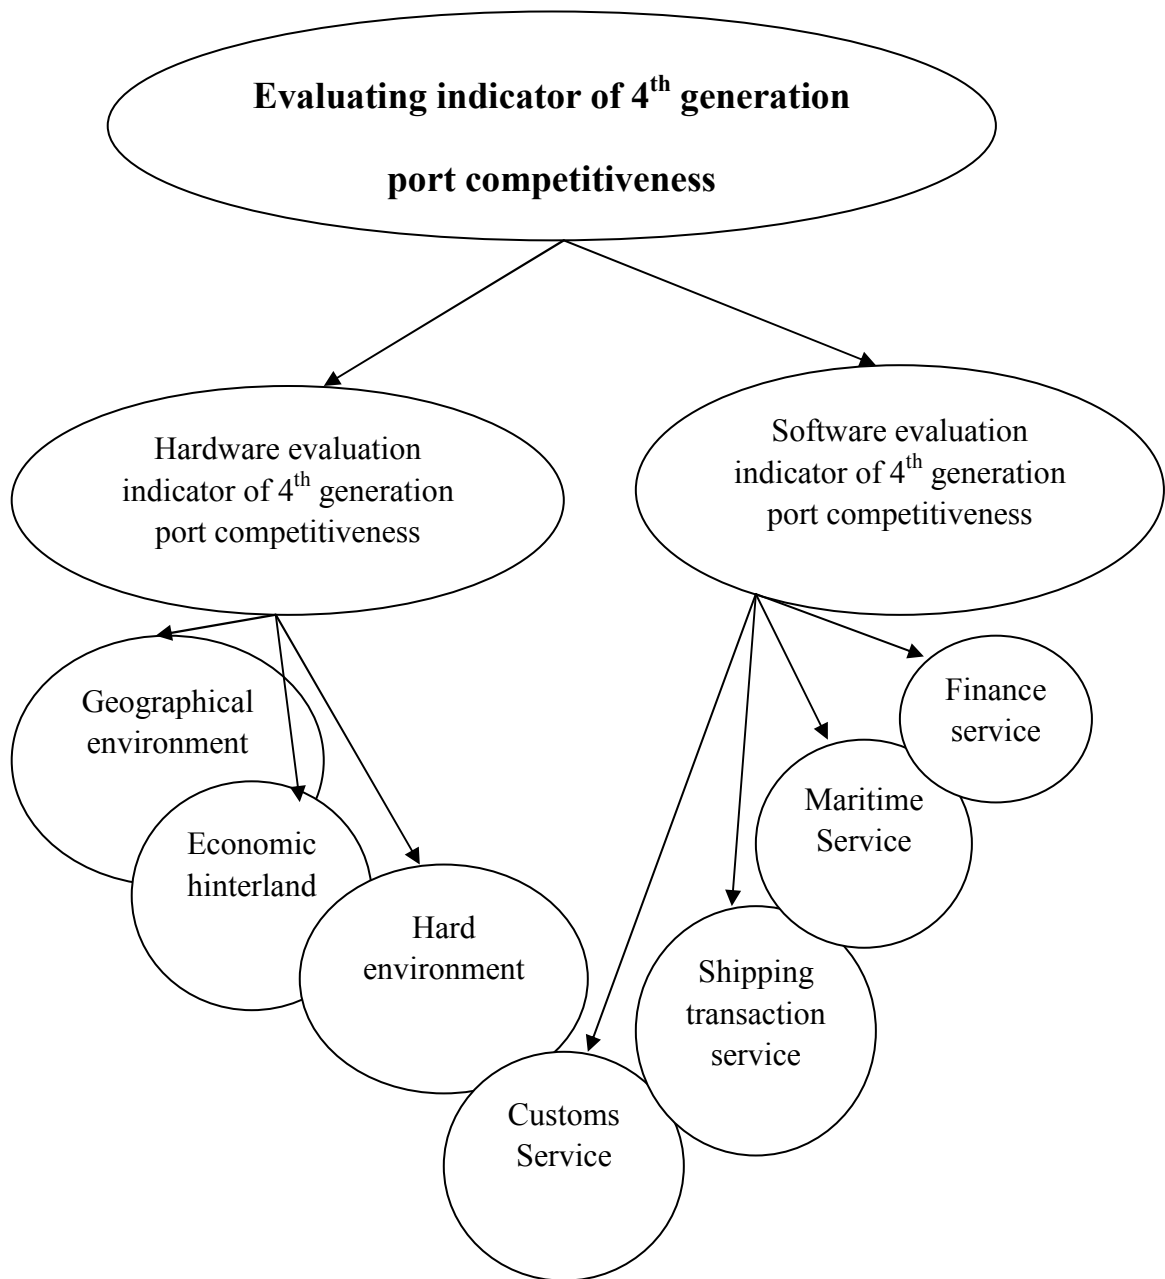 Evaluating indicator of 4th generation
port competitiveness
Hardware evaluation
indicator of 4th generation
port competitiveness
Software evaluation
indicator of 4th generation
port competitiveness
Geographical
environment
Economic
hinterland
Hard
environment
Customs
Service
Shipping
transaction
service
Maritime
Service
Finance
service